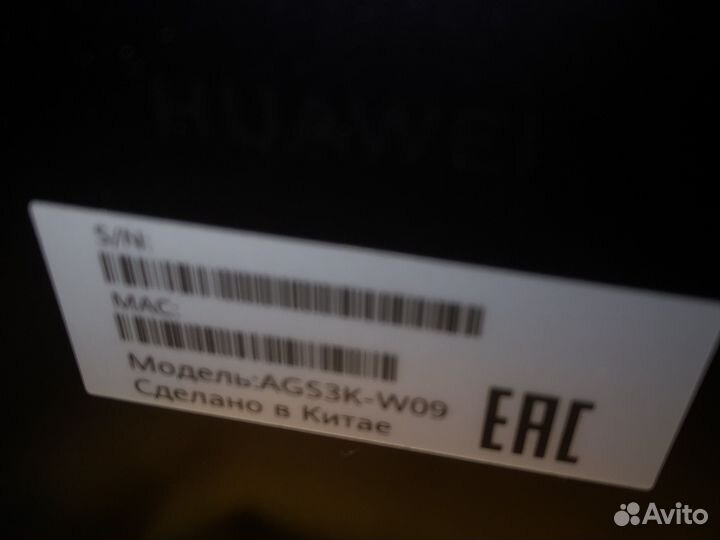 HUAWEI
S/N:
MAC:
Модель:AGS3K-W09
Сделано в Китае
EAC
Avito